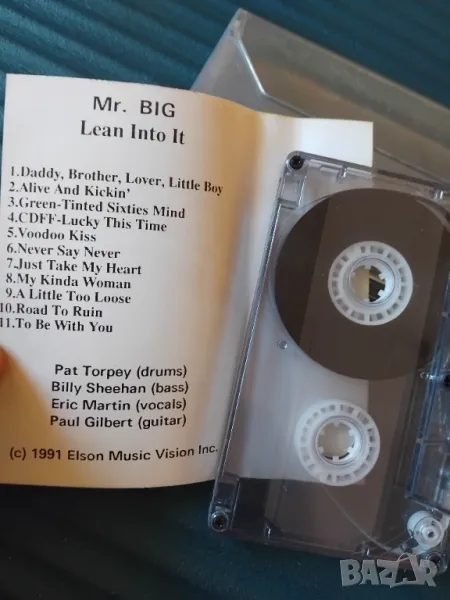 Mr. BIG
Lean Into It
1.Daddy, Brother, Lover, Little Boy
2.Alive And Kickin'
3.Green-Tinted Sixties Mind
4.CDFF-Lucky This Time
5.Voodoo Kiss
6.Never Say Never
7.Just Take My Heart
8.My Kinda Woman
9.A Little Too Loose
10.Road To Ruin
11.To Be With You
Pat Torpey (drums)
Billy Sheehan (bass)
Eric Martin (vocals)
Paul Gilbert (guitar)
(c) 1991 Elson Music Vision Inc.
BAZAR